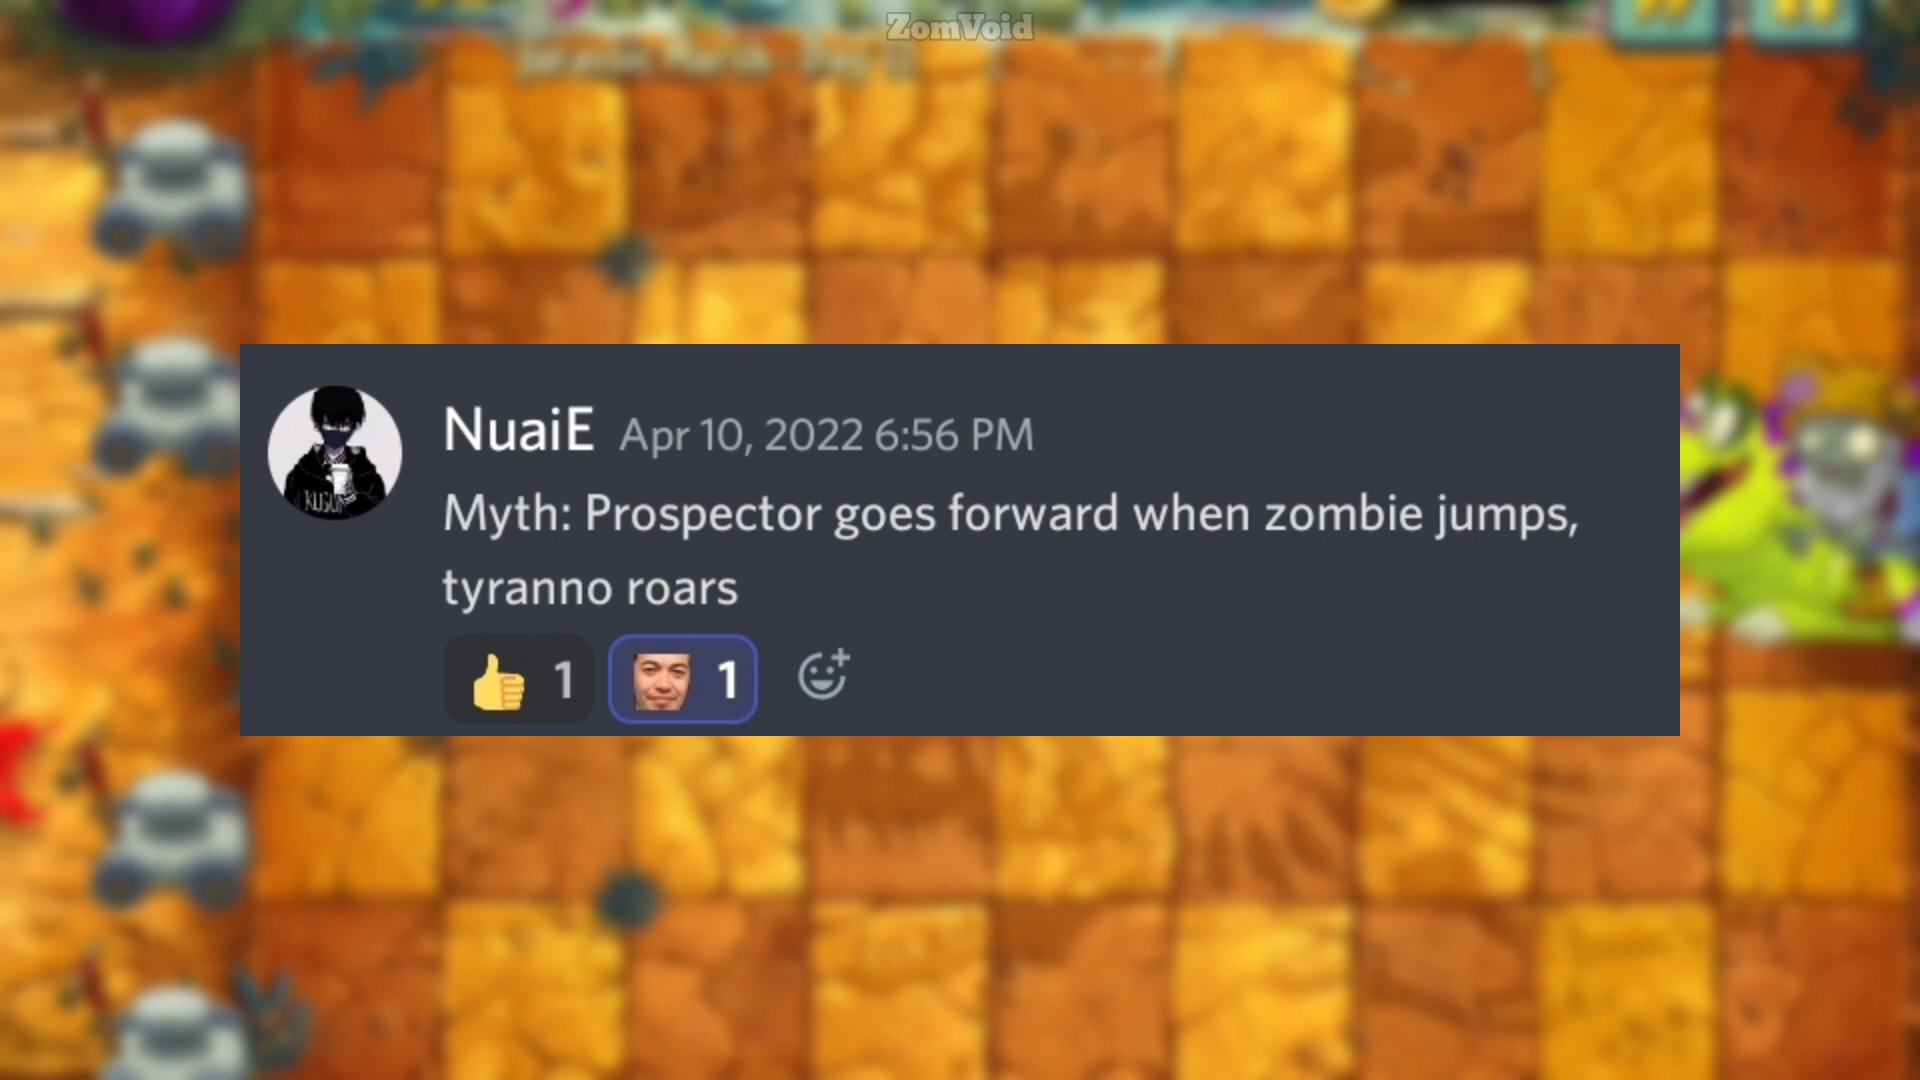 ZomVoid
NuaiE Apr 10, 2022 6:56 PM
Myth: Prospector goes forward when zombie jumps,
tyranno roars
1 1